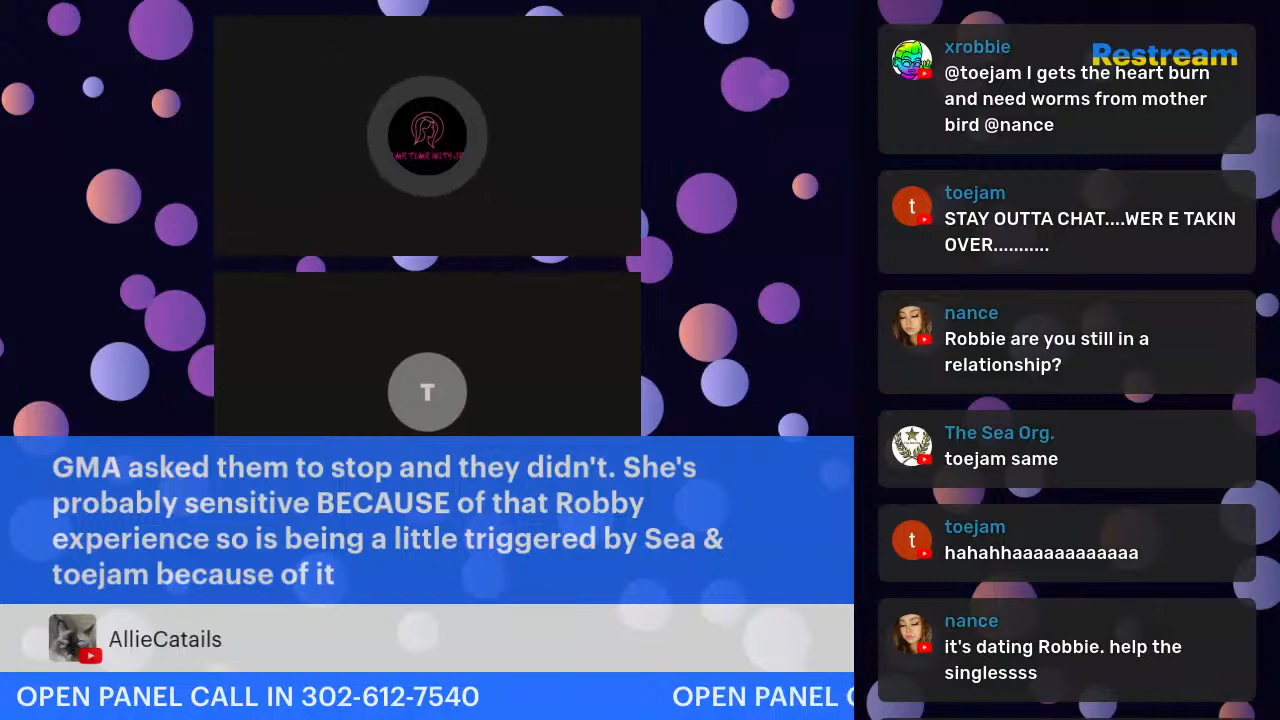 T
GMA asked them to stop and they didn't. She's
probably sensitive BECAUSE of that Robby
experience so is being a little triggered by Sea &
toejam because of it
AllieCatails
OPEN PANEL CALL IN 302-612-7540
OPEN PANEL
Restream
xrobbie
@toejam I gets the heart burn
and need worms from mother
bird @nance
t
toejam
STAY OUTTA CHAT....WER E TAKIN
OVER...........
nance
Robbie are you still in a
relationship?
The Sea Org.
toejam same
t
toejam
hahahhaaaaaaaaaaaa
nance
it's dating Robbie. help the
singlessss